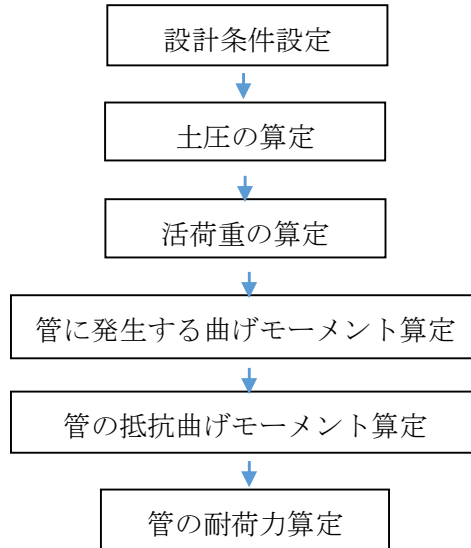 設計条件設定
土圧の算定
活荷重の算定
管に発生する曲げモーメント算定
管の抵抗曲げモーメント算定
管の耐荷力算定